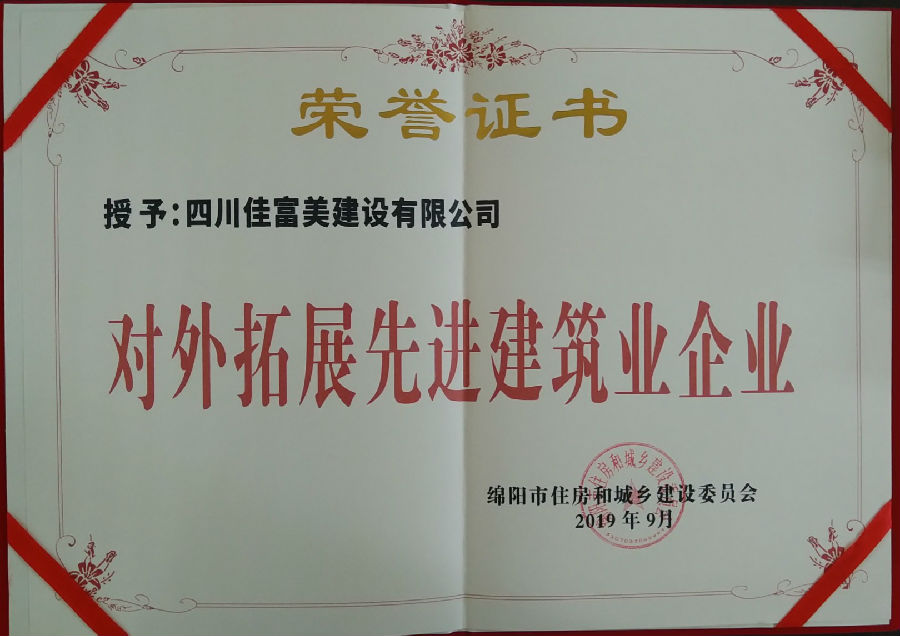 荣誉证书
授予：四川佳富美建设有限公司
对外拓展先进建筑业企业
绵阳市住房和城乡建设委员会
2019年9月